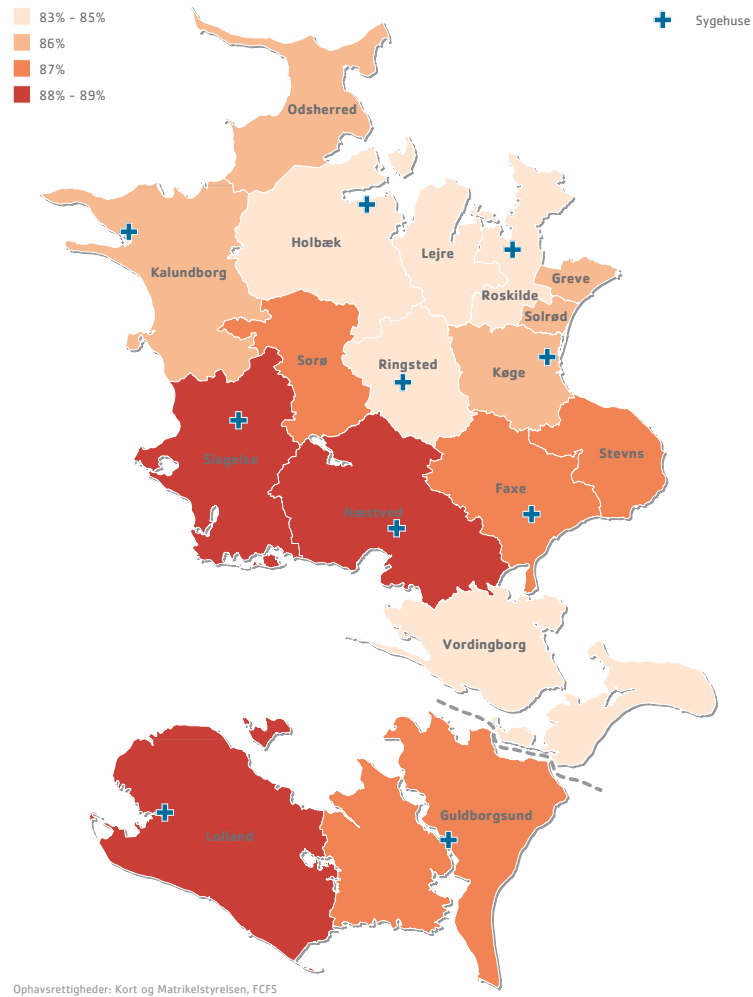 83% - 85%
86%
87%
88% - 89%
Sygehuse
Odsherred
Holbæk
Lejre
Kalundborg
Greve
Roskilde
Solrød
Sorø
Ringsted
Køge
Slagelse
Stevns
Faxe
Næstved
Vordingborg
Guldborgsund
Lolland
Ophavsrettigheder: Kort og Matrikelstyrelsen, FCFS